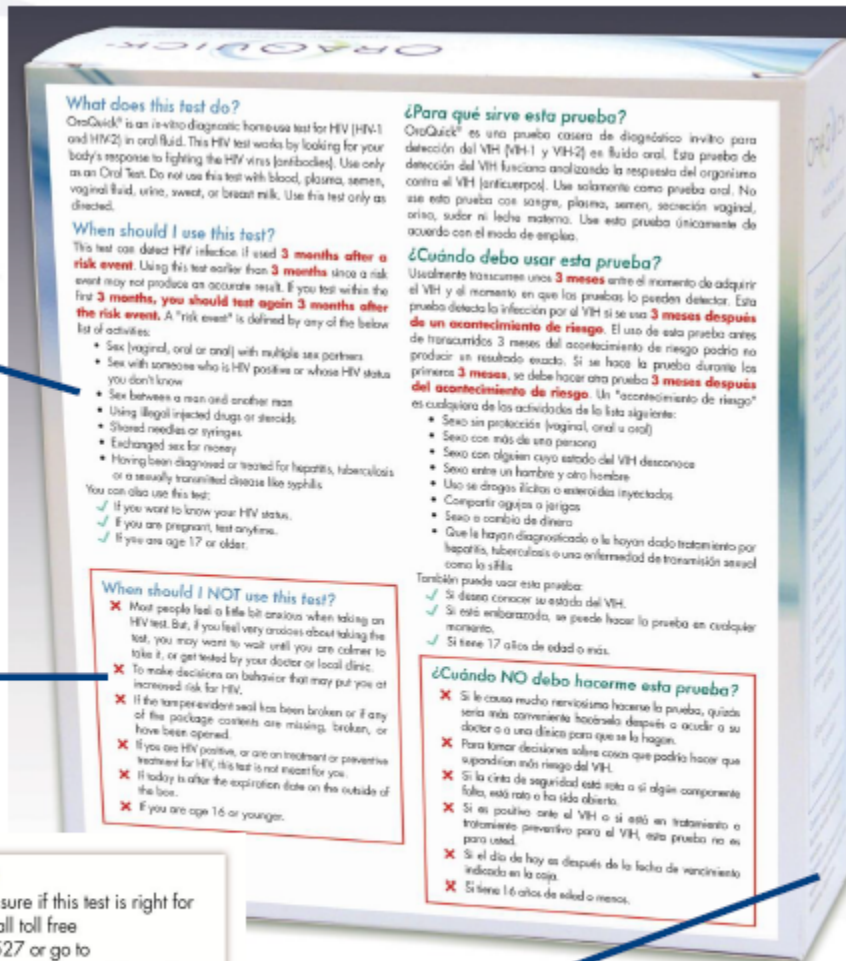 ORAQUICK
What does this test do?
OraQuick® is an in-vitro diagnostic home-use test for HIV (HIV-1
and HIV-2) in oral fluid. This HIV test works by looking for your
body's response to fighting the HIV virus (antibodies). Use only
as an Oral Test. Do not use this test with blood, plasma, semen,
vaginal fluid, urine, sweat, or breast milk. Use this test only as
directed.
When should I use this test?
This test can detect HIV infection if used 3 months after a
risk event. Using this test earlier than 3 months since a risk
event may not produce an accurate result. If you test within the
first 3 months, you should test again 3 months after
the risk event. A "risk event" is defined by any of the below
list of activities:
• Sex (vaginal, oral or anal) with multiple sex partners
• Sex with someone who is HIV positive or whose HIV status
you don't know
• Sex between a man and another man
• Using illegal injected drugs or steroids
• Shared needles or syringes
• Exchanged sex for money
• Having been diagnosed or treated for hepatitis, tuberculosis
or a sexually transmitted disease like syphilis
You can also use this test:
✓ If you want to know your HIV status.
✓ If you are pregnant, test anytime.
✓ If you are age 17 or older.
When should I NOT use this test?
✗ Most people feel a little bit anxious when taking an
HIV test. But, if you feel very anxious about taking the
test, you may want to wait until you are calmer to
take it, or get tested by your doctor or local clinic.
✗ To make decisions on behavior that may put you at
increased risk for HIV.
✗ If the tamper-evident seal has been broken or if any
of the package contents are missing, broken, or
have been opened.
✗ If you are HIV positive, or are on treatment or preventive
treatment for HIV, this test is not meant for you.
✗ If today is after the expiration date on the outside of
the box.
✗ If you are age 16 or younger.
¿Para qué sirve esta prueba?
OraQuick® es una prueba casera de diagnóstico in-vitro para
detección del VIH (VIH-1 y VIH-2) en fluido oral. Esta prueba de
detección del VIH funciona analizando la respuesta del organismo
contra el VIH (anticuerpos). Use solamente como prueba oral. No
use esta prueba con sangre, plasma, semen, secreción vaginal,
orina, sudor ni leche materna. Use esta prueba únicamente de
acuerdo con el modo de empleo.
¿Cuándo debo usar esta prueba?
Usualmente transcurren unos 3 meses entre el momento de adquirir
el VIH y el momento en que las pruebas lo pueden detectar. Esta
prueba detecta la infección por el VIH si se usa 3 meses después
de un acontecimiento de riesgo. El uso de esta prueba antes
de transcurridos 3 meses del acontecimiento de riesgo podría no
producir un resultado exacto. Si se hace la prueba durante los
primeros 3 meses, se debe hacer otra prueba 3 meses después
del acontecimiento de riesgo. Un "acontecimiento de riesgo"
es cualquiera de las actividades de la lista siguiente:
• Sexo sin protección (vaginal, anal u oral)
• Sexo con más de una persona
• Sexo con alguien cuyo estado del VIH desconoce
• Sexo entre un hombre y otro hombre
• Uso de drogas ilícitas o esteroides inyectados
• Compartir agujas o jeringas
• Sexo a cambio de dinero
• Que le hayan diagnosticado o le hayan dado tratamiento por
hepatitis, tuberculosis o una enfermedad de transmisión sexual
como la sífilis
También puede usar esta prueba:
✓ Si desea conocer su estado del VIH.
✓ Si está embarazada, se puede hacer la prueba en cualquier
momento.
✓ Si tiene 17 años de edad o más.
¿Cuándo NO debo hacerme esta prueba?
✗ Si le causa mucho nerviosismo hacerse la prueba, quizás
sería más conveniente hacérsela después o acudir a su
doctor o a una clínica para que se la hagan.
✗ Para tomar decisiones sobre cosas que podría hacer que
supondrían más riesgo del VIH.
✗ Si la cinta de seguridad está rota o si algún componente
falta, está roto o ha sido abierto.
✗ Si es positivo ante el VIH o si está en tratamiento o
tratamiento preventivo para el VIH, esta prueba no es
para usted.
✗ Si el día de hoy es después de la fecha de vencimiento
indicada en la caja.
✗ Si tiene 16 años de edad o menos.
ORAQUICK
sure if this test is right for
all toll free
527 or go to